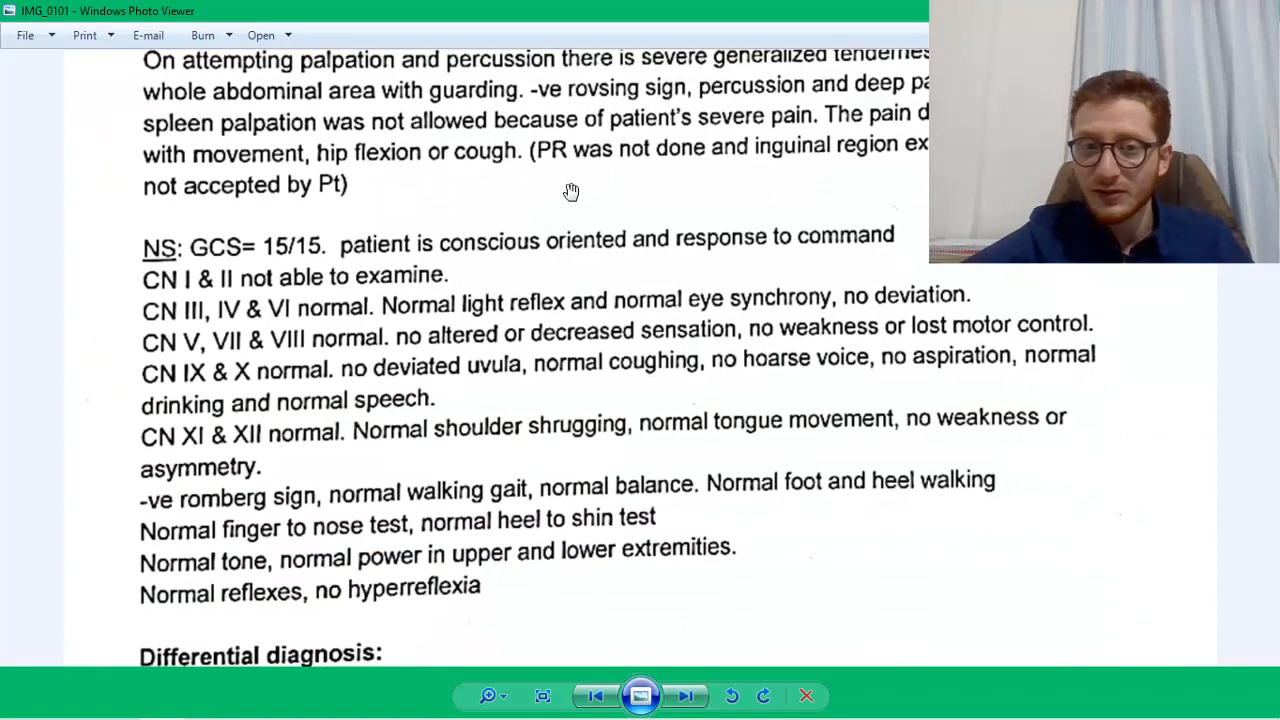 IMG_0101 - Windows Photo Viewer
File Print E-mail Burn Open
On attempting palpation and percussion there is severe generalized
whole abdominal area with guarding. -ve rovsing sign, percussion and deep
spleen palpation was not allowed because of patient's severe pain. The pain
with movement, hip flexion or cough. (PR was not done and inguinal region
not accepted by Pt)
NS: GCS= 15/15. patient is conscious oriented and response to command
CN I & II not able to examine.
CN III, IV & VI normal. Normal light reflex and normal eye synchrony, no deviation.
CN V, VII & VIII normal. no altered or decreased sensation, no weakness or lost motor control.
CN IX & X normal. no deviated uvula, normal coughing, no hoarse voice, no aspiration, normal
drinking and normal speech.
CN XI & XII normal. Normal shoulder shrugging, normal tongue movement, no weakness or
asymmetry.
-ve romberg sign, normal walking gait, normal balance. Normal foot and heel walking
Normal finger to nose test, normal heel to shin test
Normal tone, normal power in upper and lower extremities.
Normal reflexes, no hyperreflexia
Differential diagnosis: